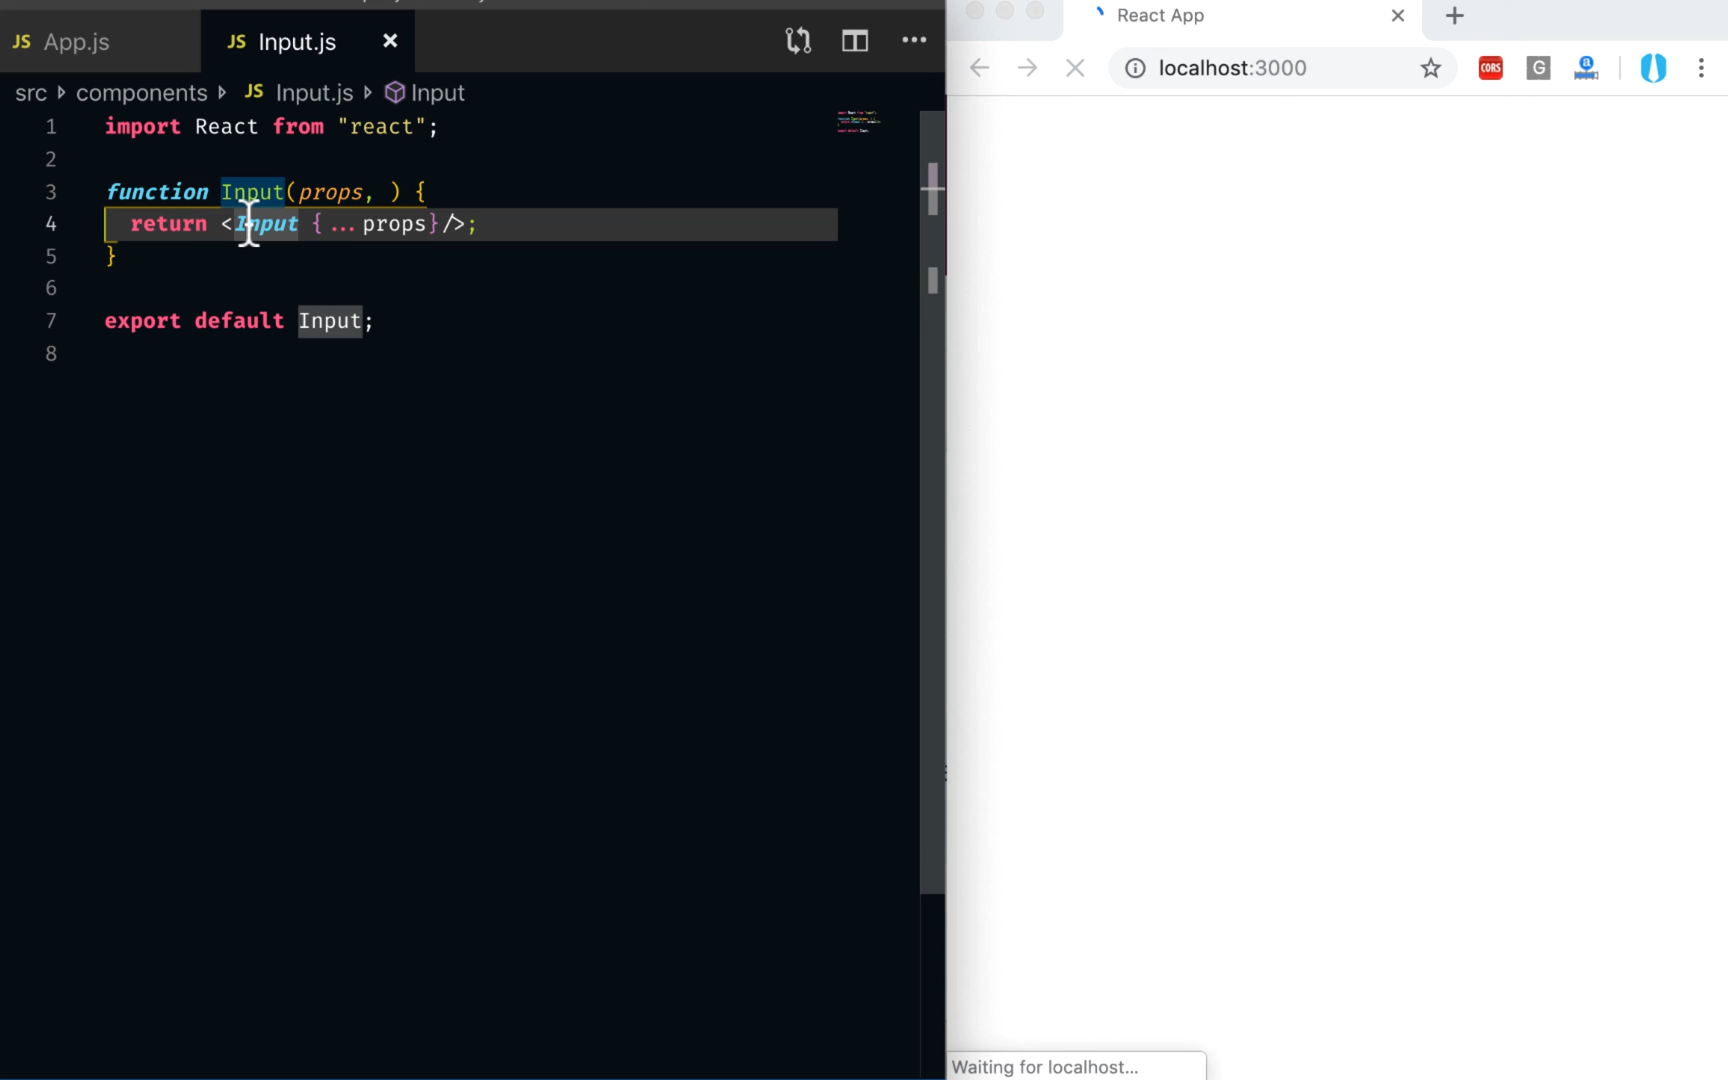 JS App.js
JS Input.js
src components JS Input.js Input
1 import React from "react";
2
3 function Input(props, ) {
4 return <Input {...props} />;
5 }
6
7 export default Input;
8
React App
localhost:3000
CORS
G
a
Waiting for localhost...